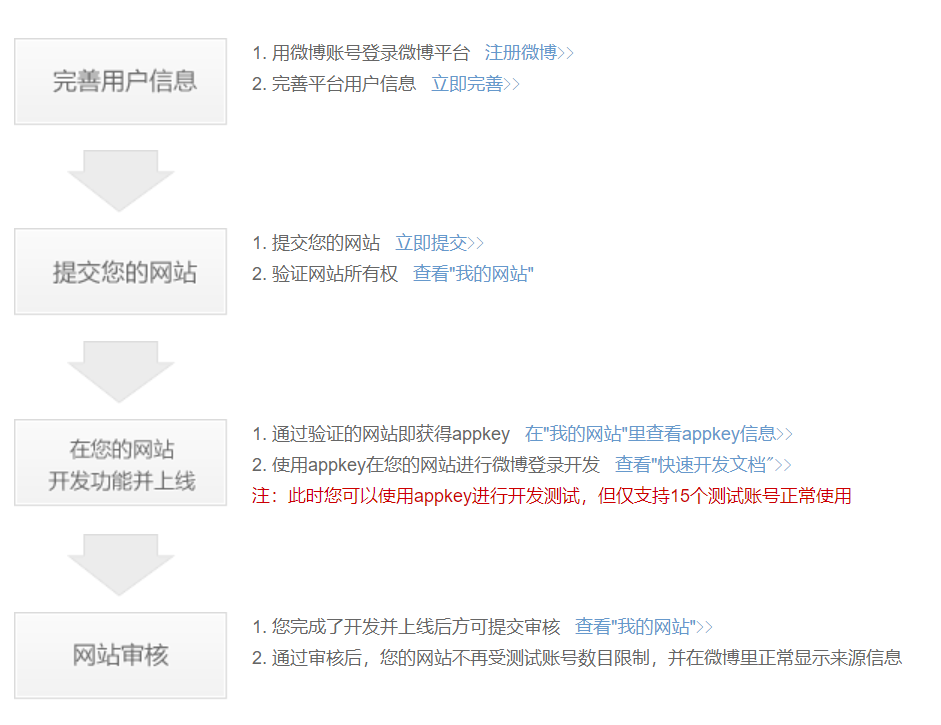 完善用户信息
1. 用微博账号登录微博平台 注册微博>>
2. 完善平台用户信息 立即完善>>
提交您的网站
1. 提交您的网站 立即提交>>
2. 验证网站所有权 查看"我的网站"
在您的网站
开发功能并上线
1. 通过验证的网站即获得appkey 在"我的网站"里查看appkey信息>>
2. 使用appkey在您的网站进行微博登录开发 查看"快速开发文档″>>
注：此时您可以使用appkey进行开发测试，但仅支持15个测试账号正常使用
网站审核
1. 您完成了开发并上线后方可提交审核 查看"我的网站">>
2. 通过审核后，您的网站不再受测试账号数目限制，并在微博里正常显示来源信息